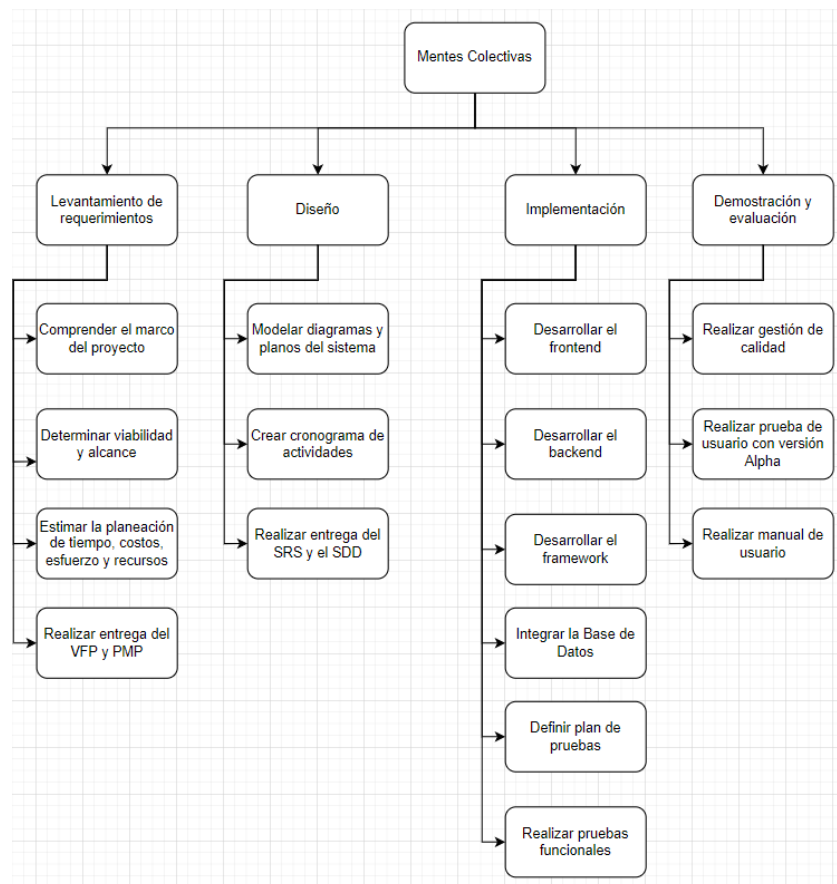 Mentes Colectivas
Levantamiento de
requerimientos
Diseño
Implementación
Demostración y
evaluación
Comprender el marco
del proyecto
Determinar viabilidad
y alcance
Estimar la planeación
de tiempo, costos,
esfuerzo y recursos
Realizar entrega del
VFP y PMP
Modelar diagramas y
planos del sistema
Crear cronograma de
actividades
Realizar entrega del
SRS y el SDD
Desarrollar el
frontend
Desarrollar el
backend
Desarrollar el
framework
Integrar la Base de
Datos
Definir plan de
pruebas
Realizar pruebas
funcionales
Realizar gestión de
calidad
Realizar prueba de
usuario con versión
Alpha
Realizar manual de
usuario